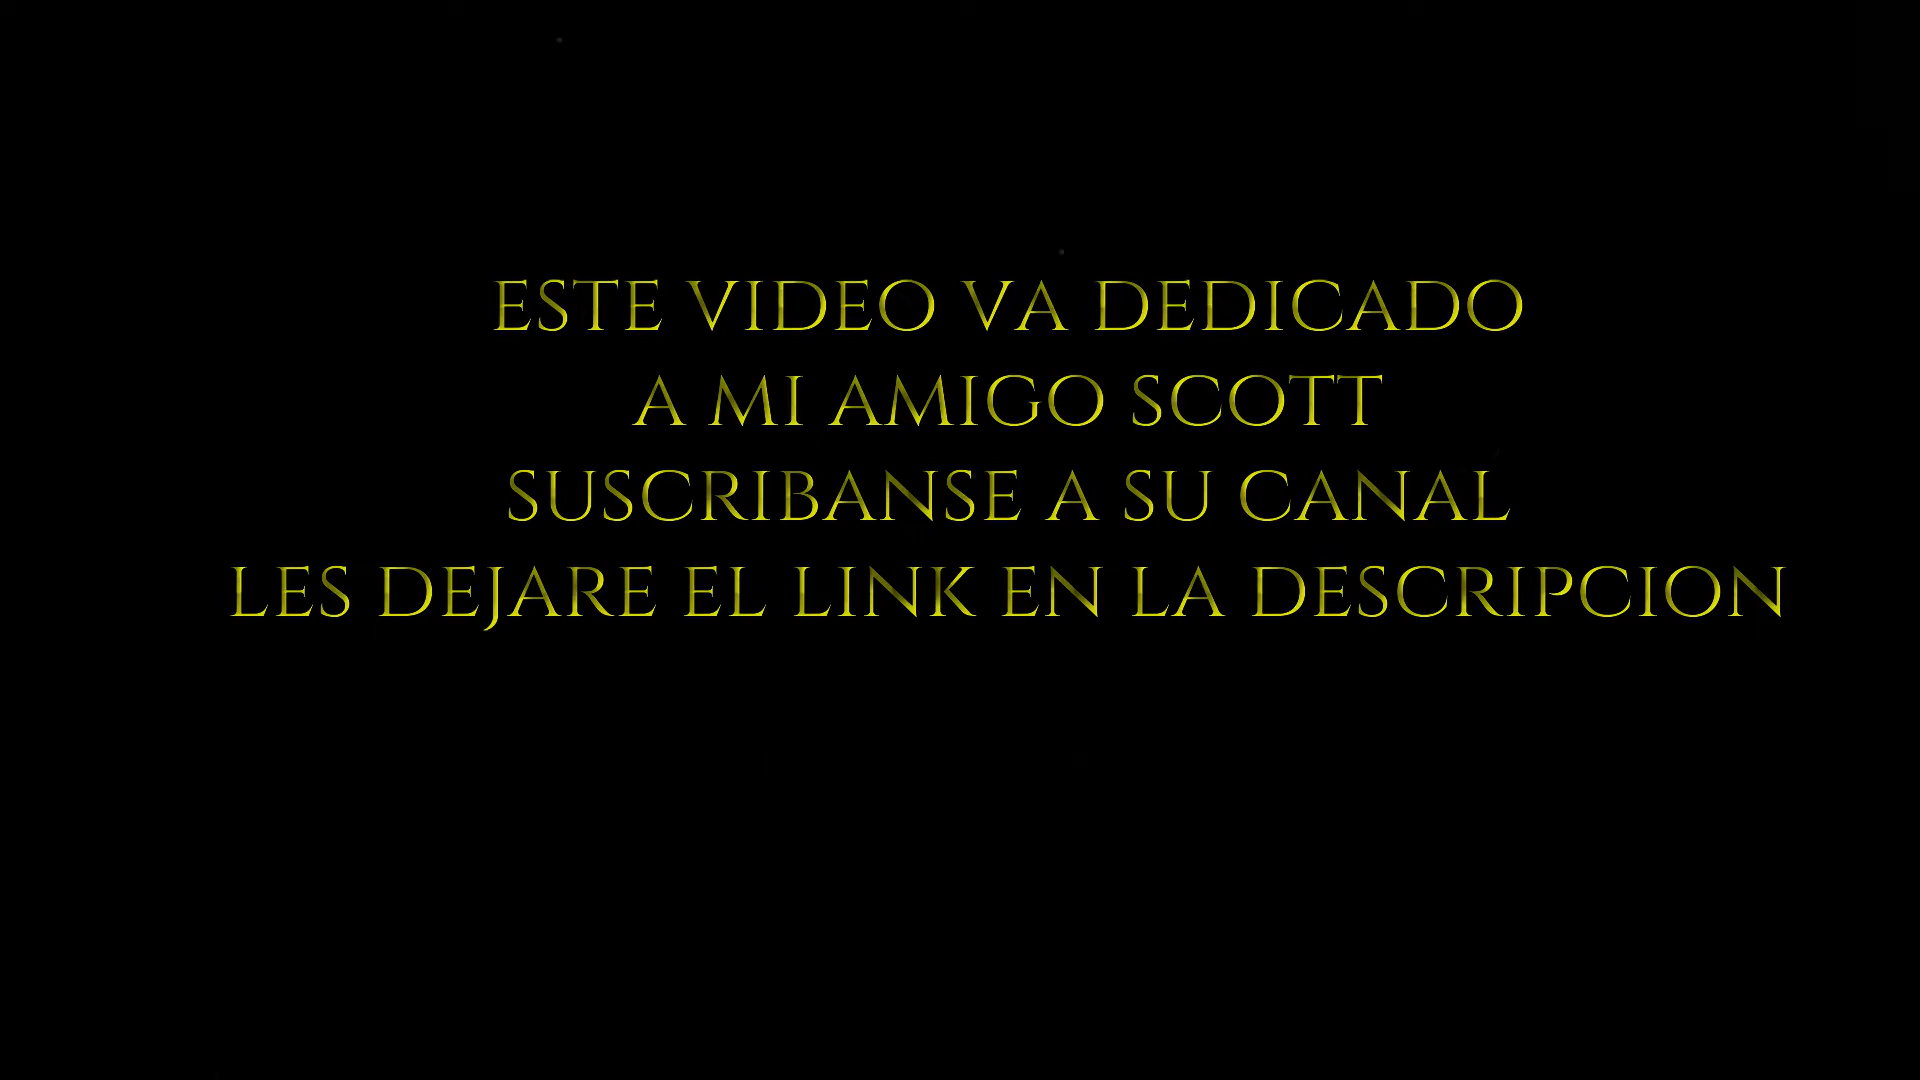 ESTE VIDEO VA DEDICADO
A MI AMIGO SCOTT
SUSCRIBANSE A SU CANAL
LES DEJARE EL LINK EN LA DESCRIPCION